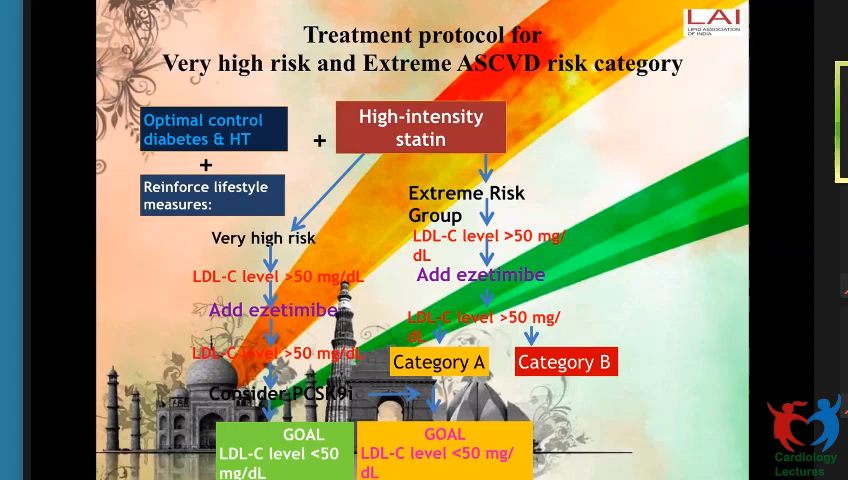 LAI
LIPID ASSOCIATION
OF INDIA
Treatment protocol for
Very high risk and Extreme ASCVD risk category
Optimal control
diabetes & HT
+
High-intensity
statin
+
Reinforce lifestyle
measures:
Extreme Risk
Group
Very high risk
LDL-C level >50 mg/
dL
LDL-C level >50 mg/dL
Add ezetimibe
Add ezetimibe
LDL-C level >50 mg/
dL
LDL-C level >50 mg/dL
Category A
Category B
Consider PCSK9i
GOAL
LDL-C level <50
mg/dL
GOAL
LDL-C level <50 mg/
dL
Cardiology
Lectures